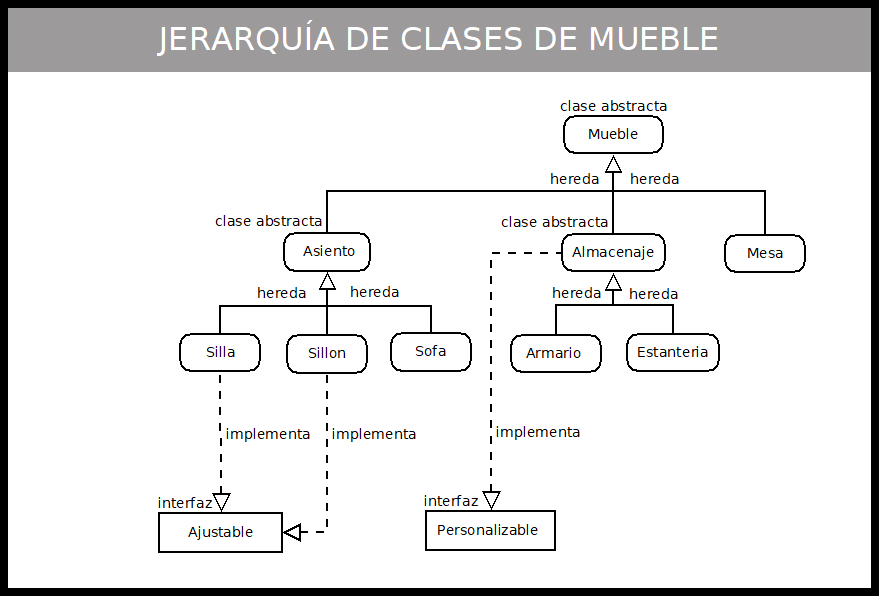 JERARQUÍA DE CLASES DE MUEBLE
clase abstracta
Mueble
hereda
hereda
clase abstracta
clase abstracta
Asiento
Almacenaje
Mesa
hereda
hereda
hereda
hereda
Silla
Sillon
Sofa
Armario
Estanteria
implementa
implementa
implementa
interfaz
interfaz
Ajustable
Personalizable